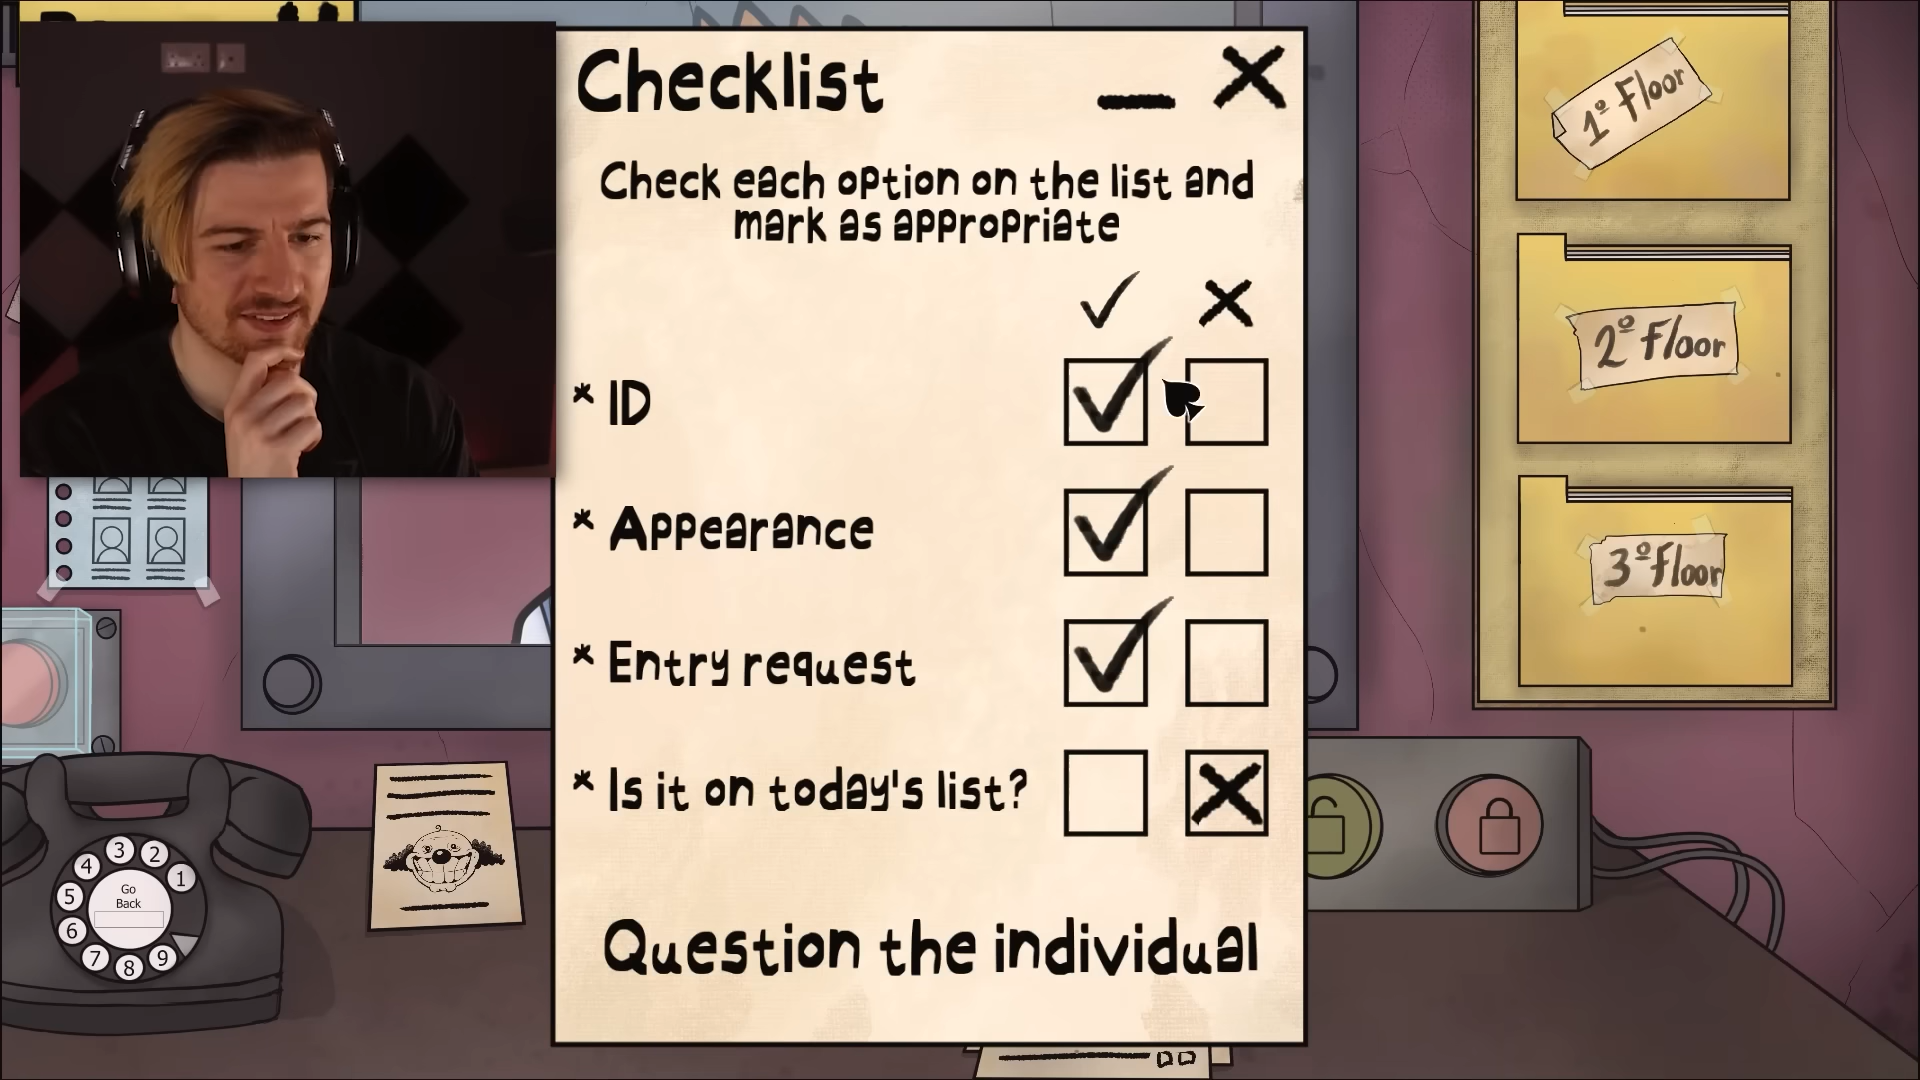 Checklist
Check each option on the list and
mark as appropriate
* ID
* Appearance
* Entry request
* Is it on today's list?
Question the individual
1º Floor
2º Floor
3º Floor
3 2
4 1
5
6
7 8 9
Go
Back